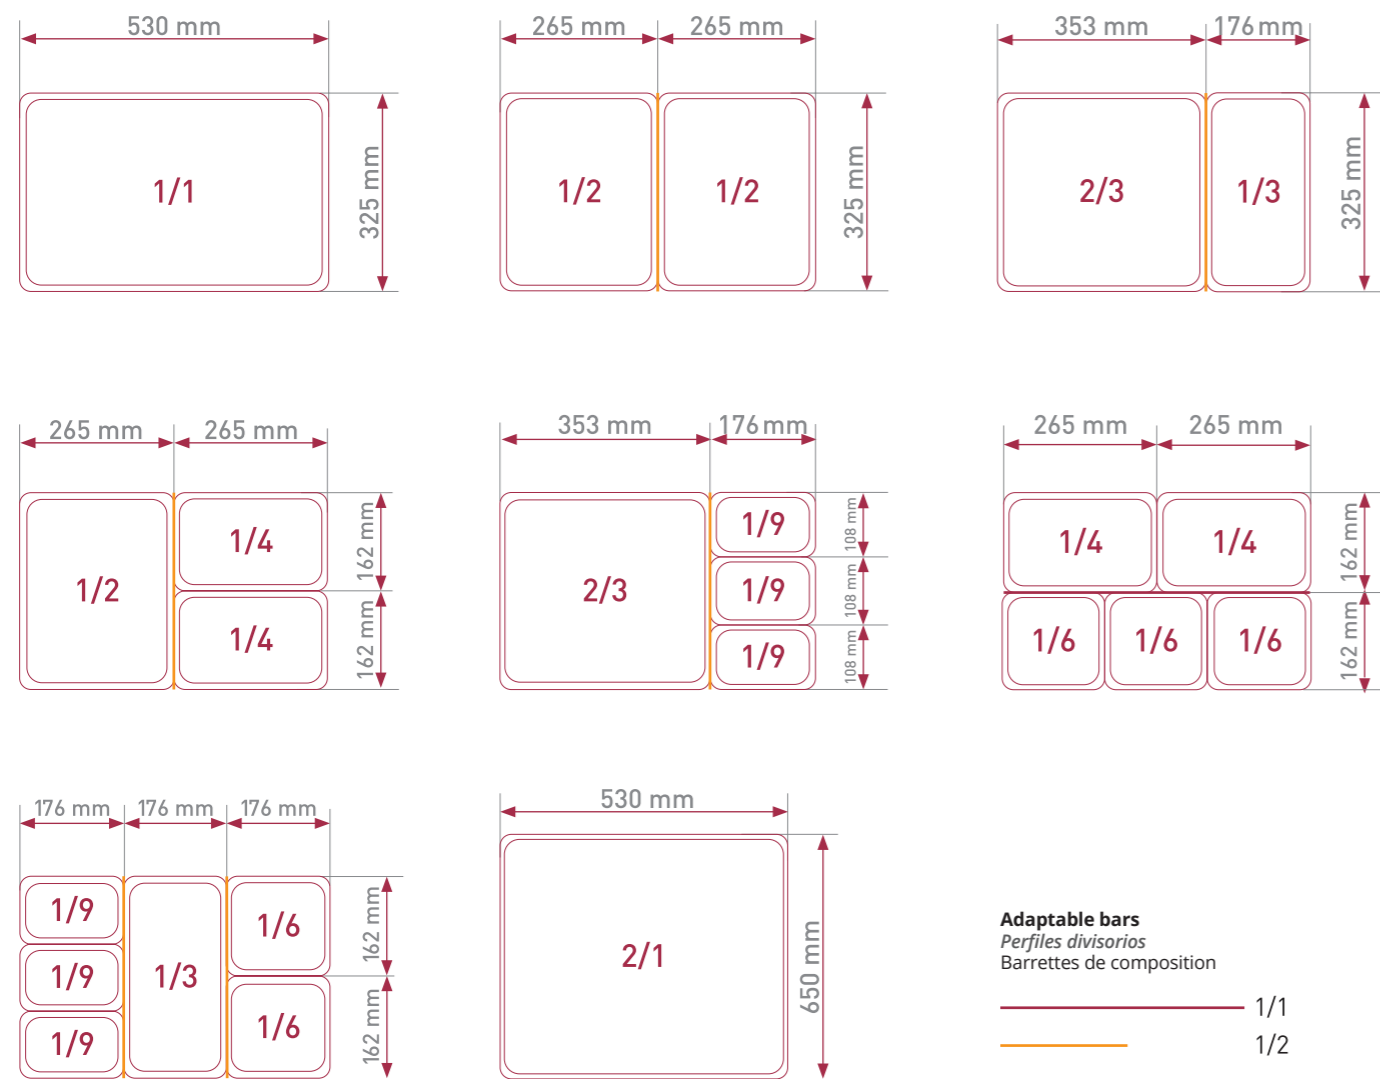 530 mm
265 mm 265 mm
353 mm 176 mm
1/1
325 mm
1/2 1/2
325 mm
2/3 1/3
325 mm
265 mm 265 mm
353 mm 176 mm
265 mm 265 mm
1/2
1/4
1/4
162 mm
162 mm
2/3
1/9
1/9
1/9
108 mm
108 mm
108 mm
1/4 1/4
1/6 1/6 1/6
162 mm
162 mm
176 mm 176 mm 176 mm
530 mm
1/9
1/9
1/9
1/3
1/6
1/6
162 mm
162 mm
2/1
650 mm
Adaptable bars
Perfiles divisorios
Barrettes de composition
1/1
1/2